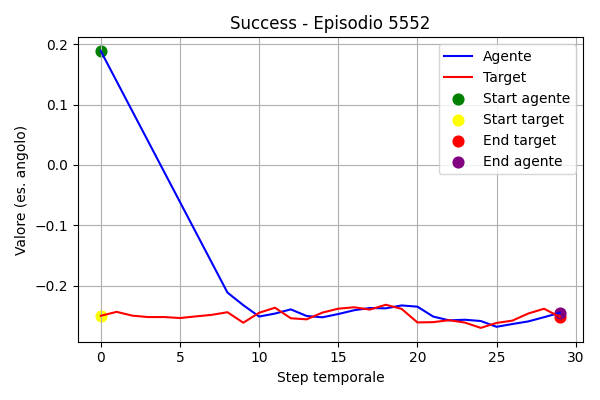 Success - Episodio 5552
Valore (es. angolo)
0.2
0.1
0.0
−0.1
−0.2
Agente
Target
Start agente
Start target
End target
End agente
0 5 10 15 20 25 30
Step temporale